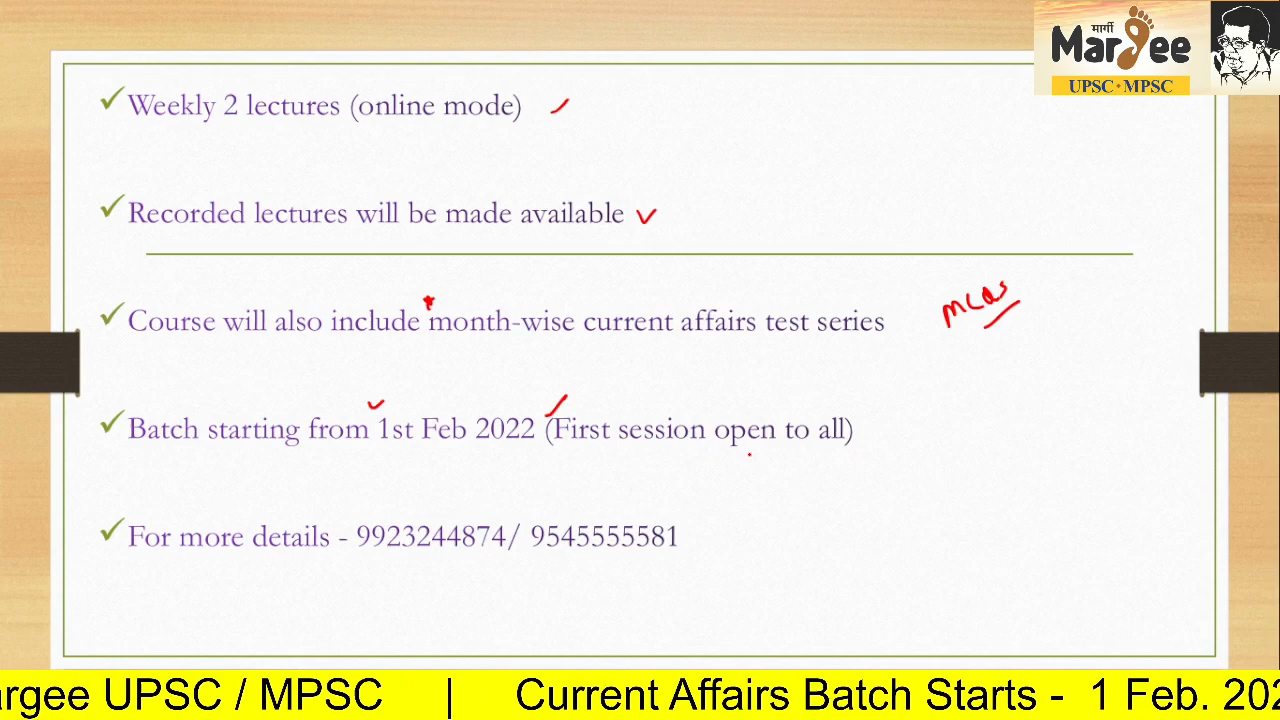 मार्गी
Margee
UPSC • MPSC
Weekly 2 lectures (online mode)
Recorded lectures will be made available
Course will also include month-wise current affairs test series
MCQs
Batch starting from 1st Feb 2022 (First session open to all)
For more details - 9923244874/ 9545555581
argee UPSC / MPSC | Current Affairs Batch Starts - 1 Feb. 202